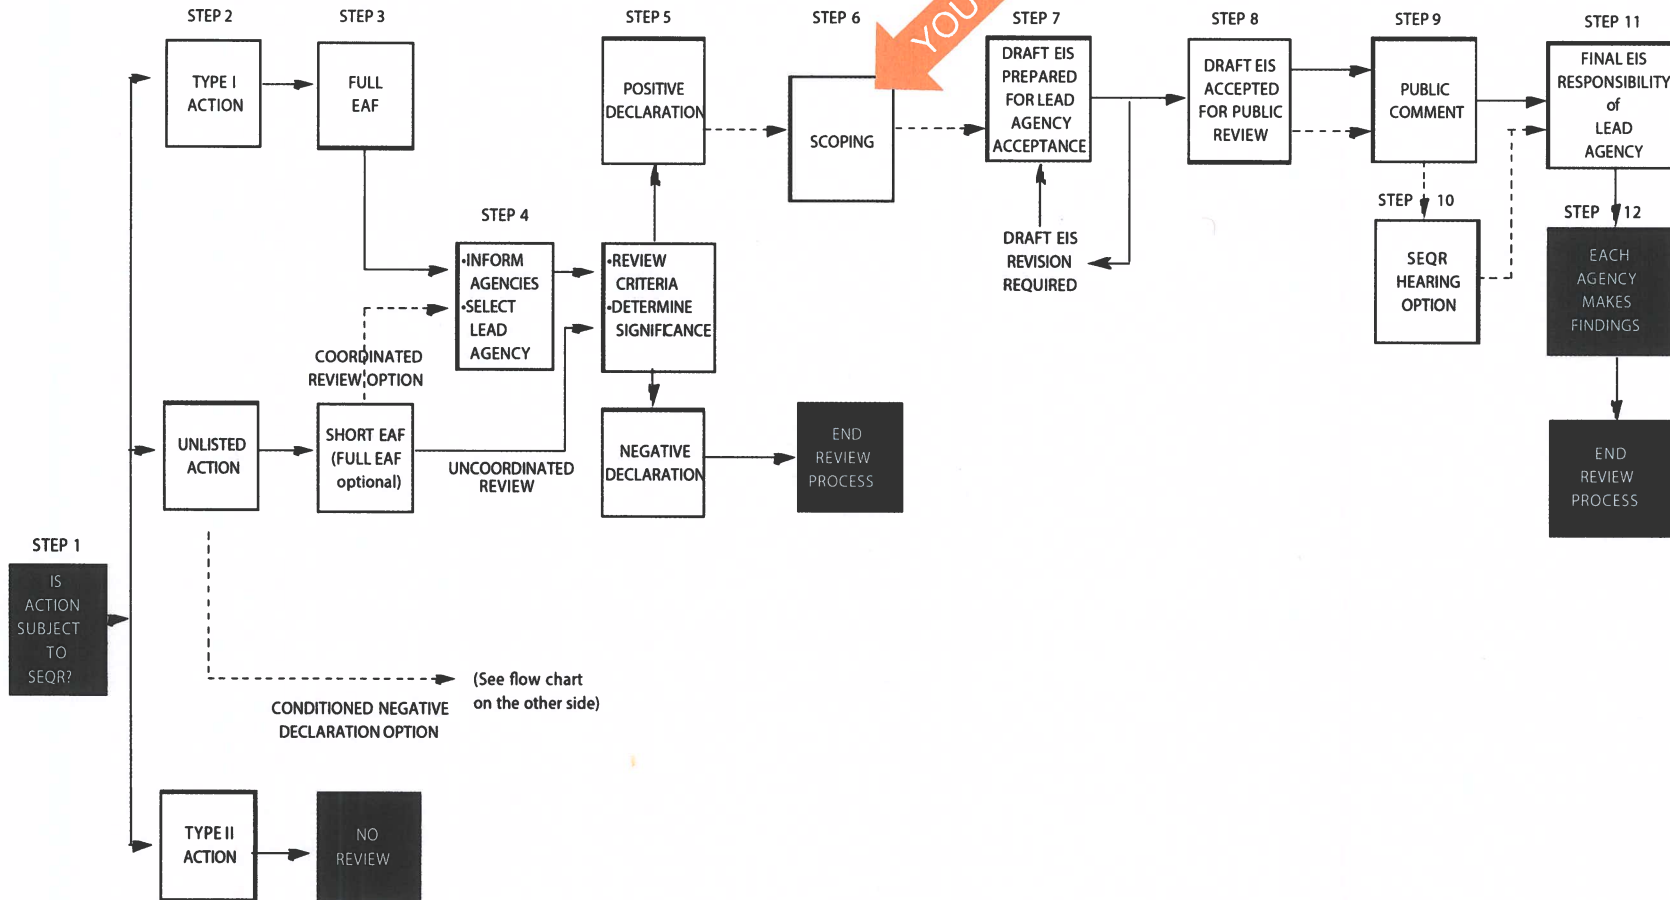 STEP 2
STEP 3
STEP 5
STEP 6
YOU
STEP 7
STEP 8
STEP 9
STEP 11
TYPE I
ACTION
FULL
EAF
POSITIVE
DECLARATION
SCOPING
DRAFT EIS
PREPARED
FOR LEAD
AGENCY
ACCEPTANCE
DRAFT EIS
ACCEPTED
FOR PUBLIC
REVIEW
PUBLIC
COMMENT
FINAL EIS
RESPONSIBILITY
of
LEAD
AGENCY
STEP 4
•INFORM
AGENCIES
•SELECT
LEAD
AGENCY
•REVIEW
CRITERIA
•DETERMINE
SIGNIFICANCE
DRAFT EIS
REVISION
REQUIRED
STEP 10
SEQR
HEARING
OPTION
STEP 12
EACH
AGENCY
MAKES
FINDINGS
COORDINATED
REVIEW OPTION
UNLISTED
ACTION
SHORT EAF
(FULL EAF
optional)
UNCOORDINATED
REVIEW
NEGATIVE
DECLARATION
END
REVIEW
PROCESS
END
REVIEW
PROCESS
STEP 1
IS
ACTION
SUBJECT
TO
SEQR?
(See flow chart
on the other side)
CONDITIONED NEGATIVE
DECLARATION OPTION
TYPE II
ACTION
NO
REVIEW